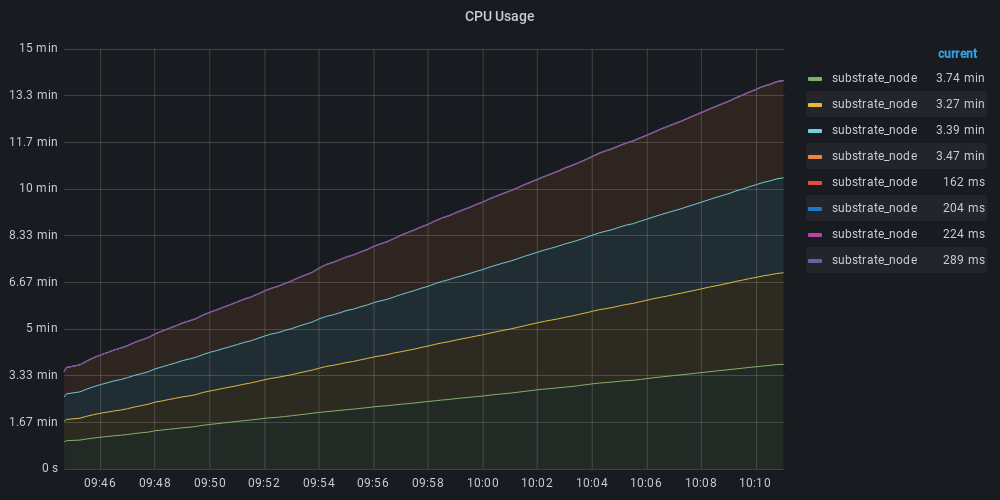 CPU Usage
15 min
13.3 min
11.7 min
10 min
8.33 min
6.67 min
5 min
3.33 min
1.67 min
0 s
09:46 09:48 09:50 09:52 09:54 09:56 09:58 10:00 10:02 10:04 10:06 10:08 10:10
current
substrate_node 3.74 min
substrate_node 3.27 min
substrate_node 3.39 min
substrate_node 3.47 min
substrate_node 162 ms
substrate_node 204 ms
substrate_node 224 ms
substrate_node 289 ms